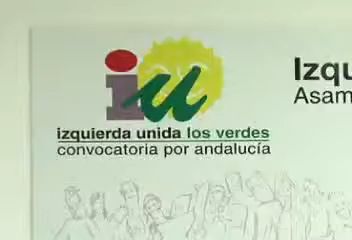 iu
izquierda unida los verdes
convocatoria por andalucía
Izqu
Asam